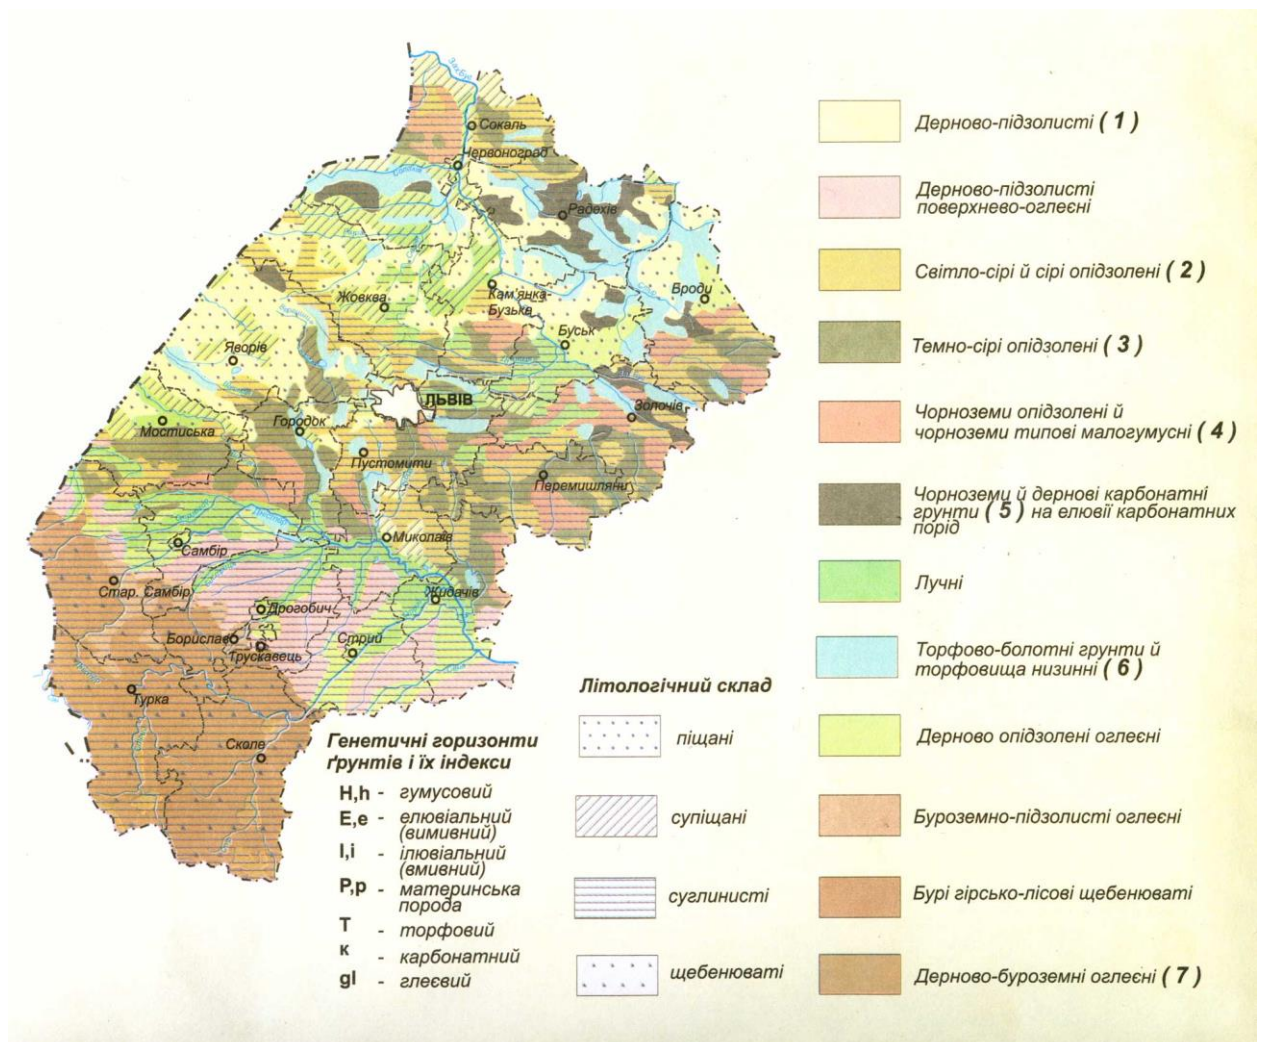 Зах.Буг
Сокаль
Червоноград
Радехів
Броди
Кам'янка-
Бузька
Жовква
Буськ
Яворів
ЛЬВІВ
Золочів
Мостиська
Городок
Пустомити
Перемишляни
Миколаїв
Самбір
Стар. Самбір
Дрогобич
Жидачів
Борислав
Трускавець
Стрий
Турка
Сколе
Генетичні горизонти
ґрунтів і їх індекси
H,h - гумусовий
E,e - елювіальний
(вимивний)
I,i - ілювіальний
(вмивний)
P,p - материнська
порода
T - торфовий
к - карбонатний
gl - глеєвий
Літологічний склад
піщані
супіщані
суглинисті
щебенюваті
Дерново-підзолисті ( 1 )
Дерново-підзолисті
поверхнево-оглеєні
Світло-сірі й сірі опідзолені ( 2 )
Темно-сірі опідзолені ( 3 )
Чорноземи опідзолені й
чорноземи типові малогумусні ( 4 )
Чорноземи й дернові карбонатні
грунти ( 5 ) на елювії карбонатних
порід
Лучні
Торфово-болотні грунти й
торфовища низинні ( 6 )
Дерново опідзолені оглеєні
Буроземно-підзолисті оглеєні
Бурі гірсько-лісові щебенюваті
Дерново-буроземні оглеєні ( 7 )